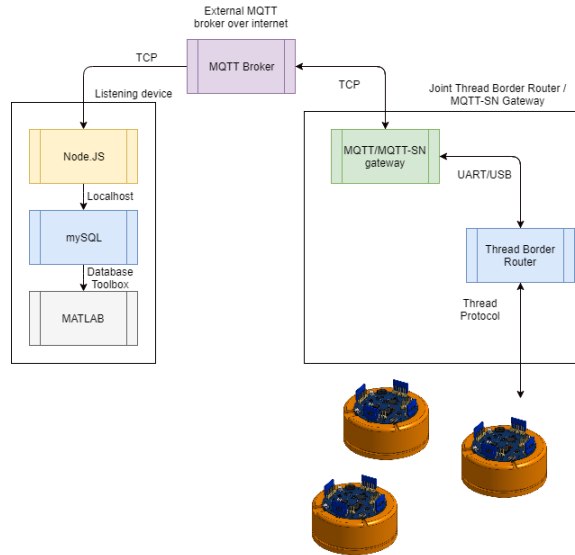 External MQTT
broker over internet
MQTT Broker
TCP
TCP
Listening device
Joint Thread Border Router /
MQTT-SN Gateway
Node.JS
MQTT/MQTT-SN
gateway
UART/USB
Localhost
mySQL
Thread Border
Router
Database
Toolbox
MATLAB
Thread
Protocol